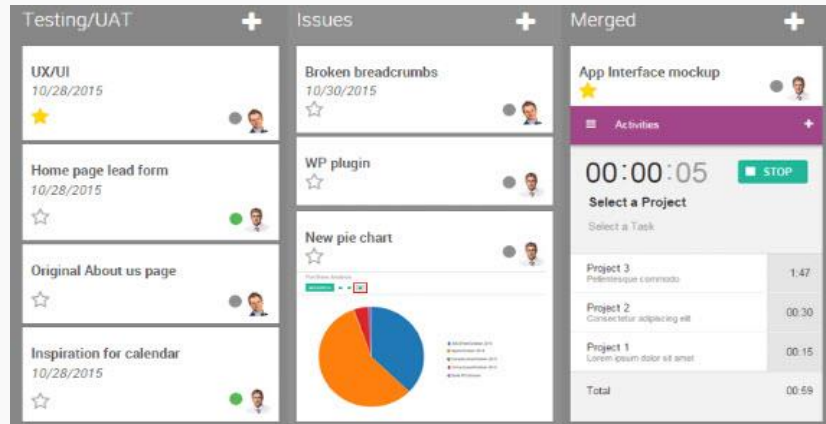 Testing/UAT
UX/UI
10/28/2015
Home page lead form
10/28/2015
Original About us page
Inspiration for calendar
10/28/2015
Issues
Broken breadcrumbs
10/30/2015
WP plugin
New pie chart
Merged
App Interface mockup
Activities
00:00:05
STOP
Select a Project
Select a Task
Project 3
1:47
Pellentesque commodo
Project 2
00:30
Consectetur adipiscing elit
Project 1
00:15
Lorem ipsum dolor sit amet
Total
00:59